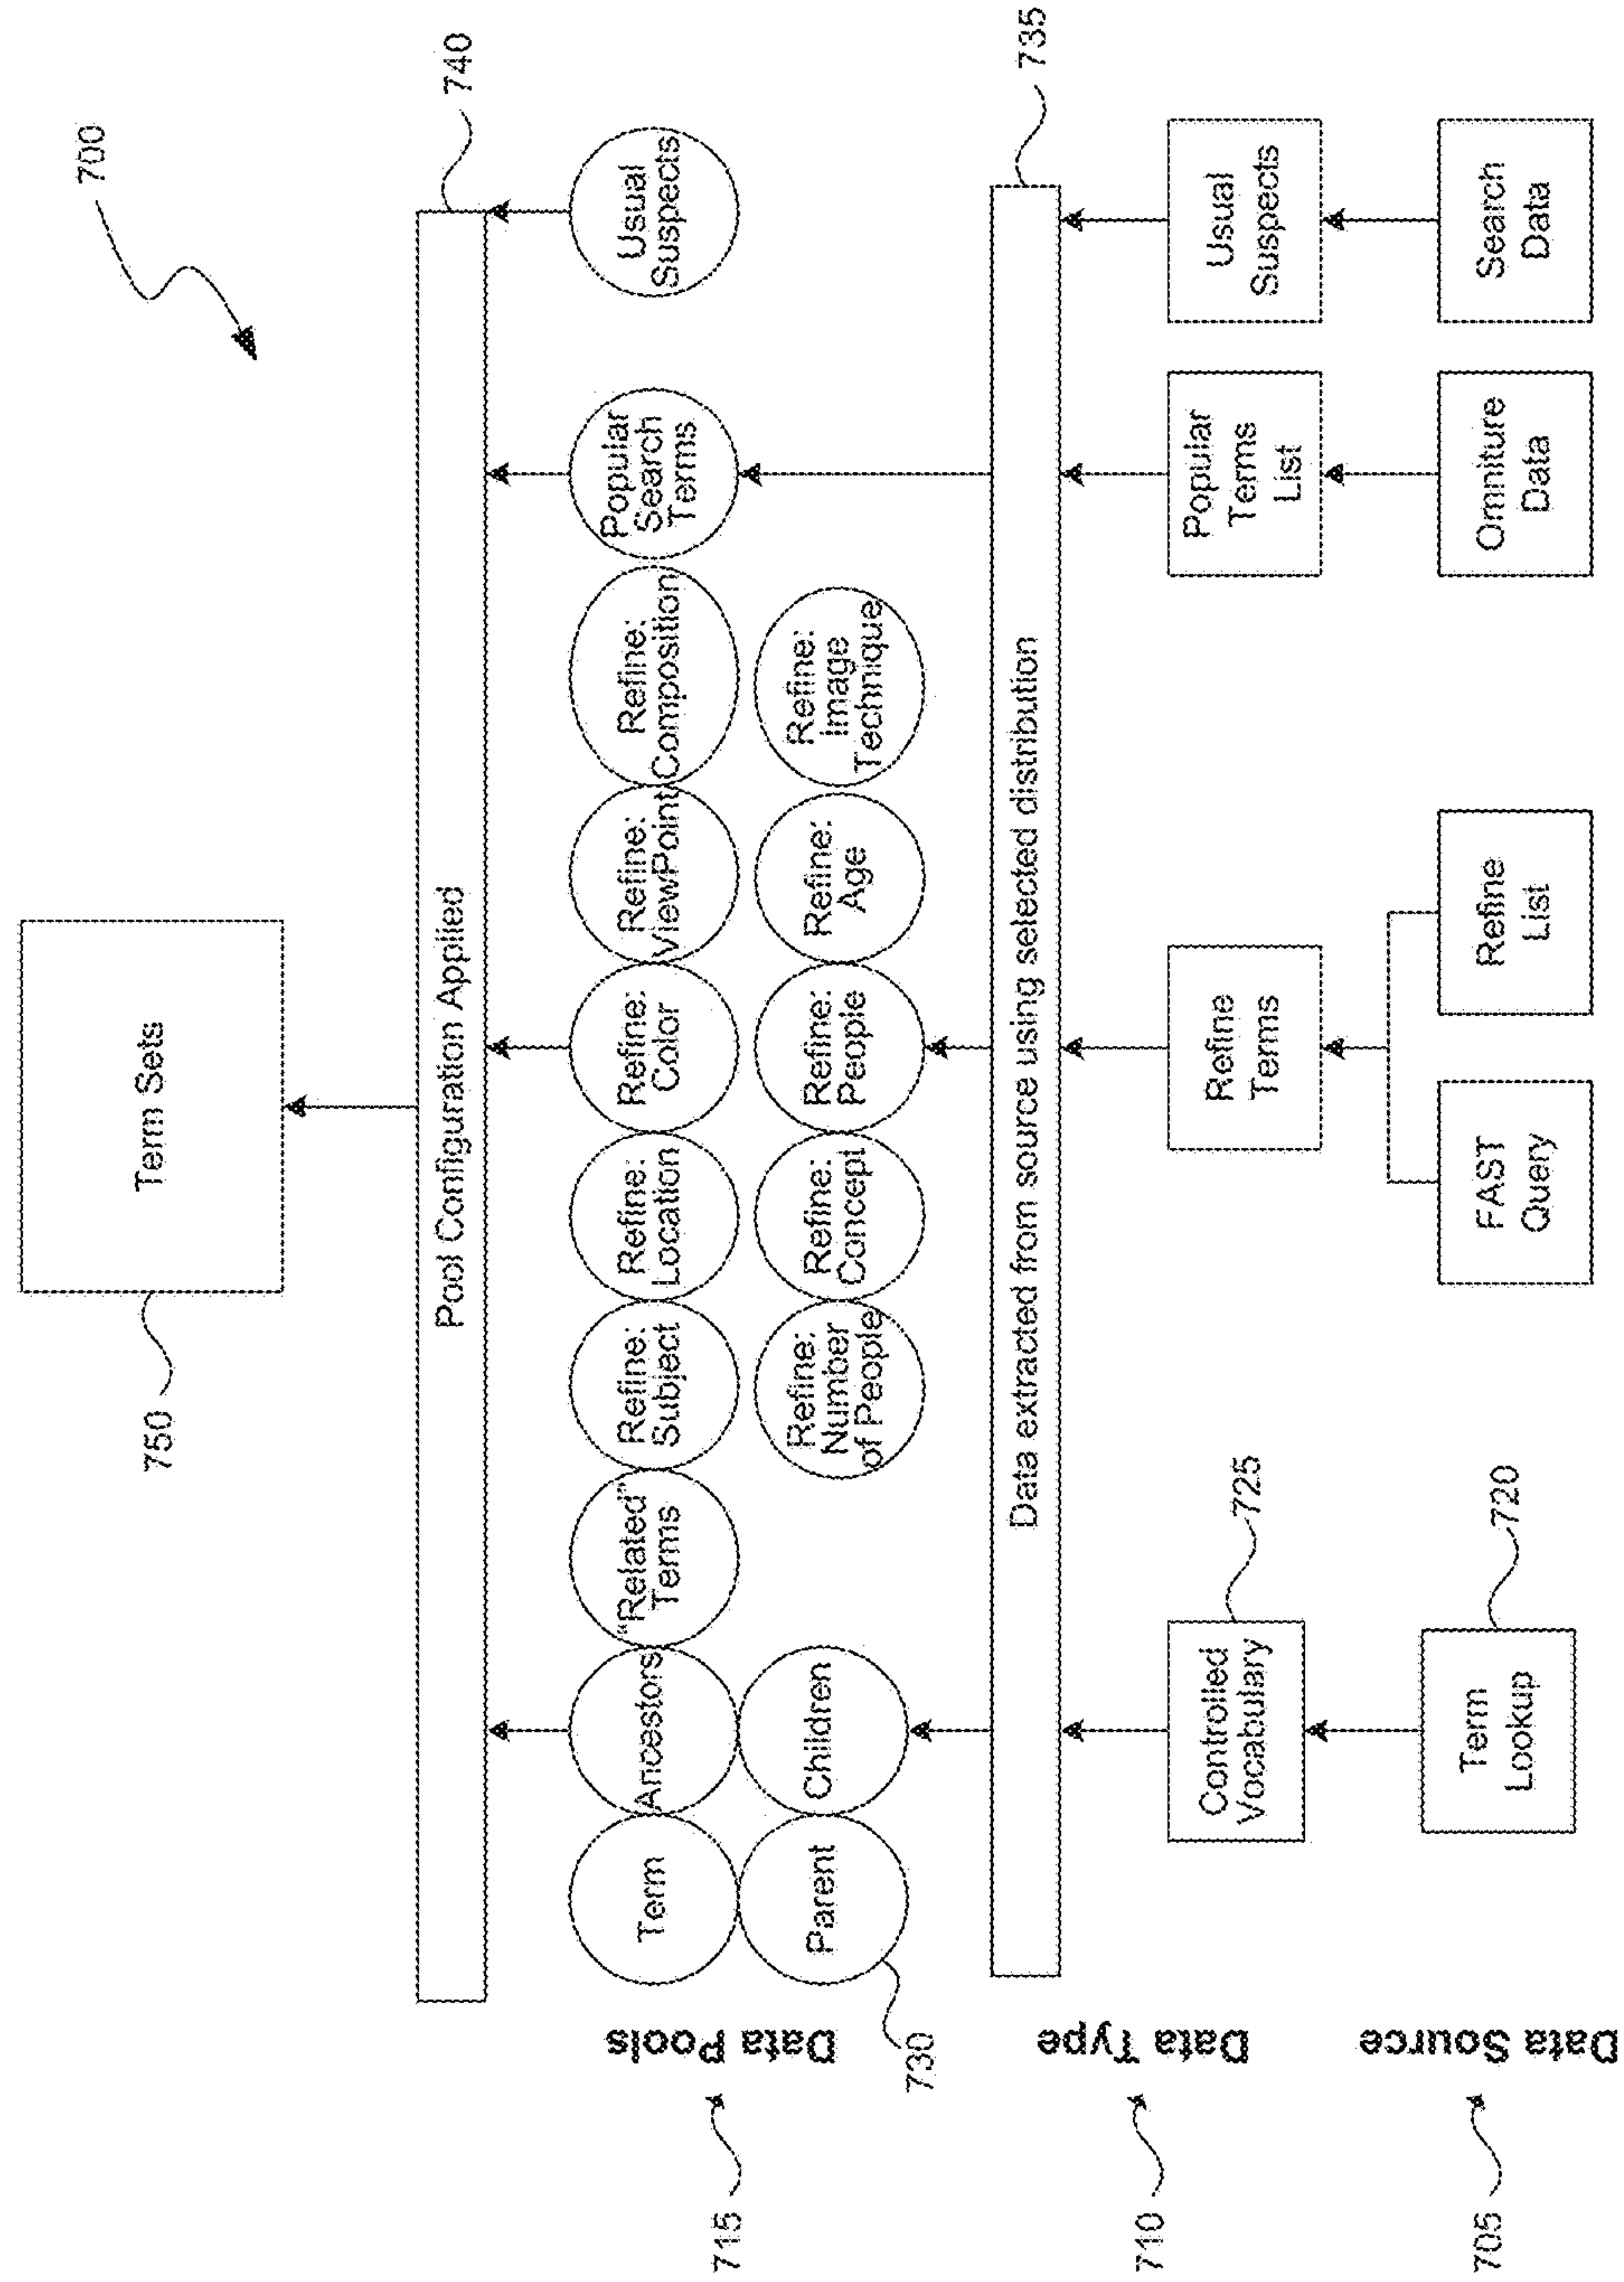 700
Term Sets
750
740
Pool Configuration Applied
Data Pools
715
Term
Ancestors
"Related"
Terms
Refine:
Subject
Refine:
Location
Refine:
Color
Refine:
ViewPoint
Refine:
Composition
Popular
Search
Terms
Usual
Suspects
Parent
Children
Refine:
Number
of People
Refine:
Concept
Refine:
People
Refine:
Age
Refine:
Image
Technique
730
735
Data extracted from source using selected distribution
Data Type
710
Controlled
Vocabulary
725
Refine
Terms
Popular
Terms
List
Usual
Suspects
Data Source
705
Term
Lookup
720
FAST
Query
Refine
List
Omniture
Data
Search
Data